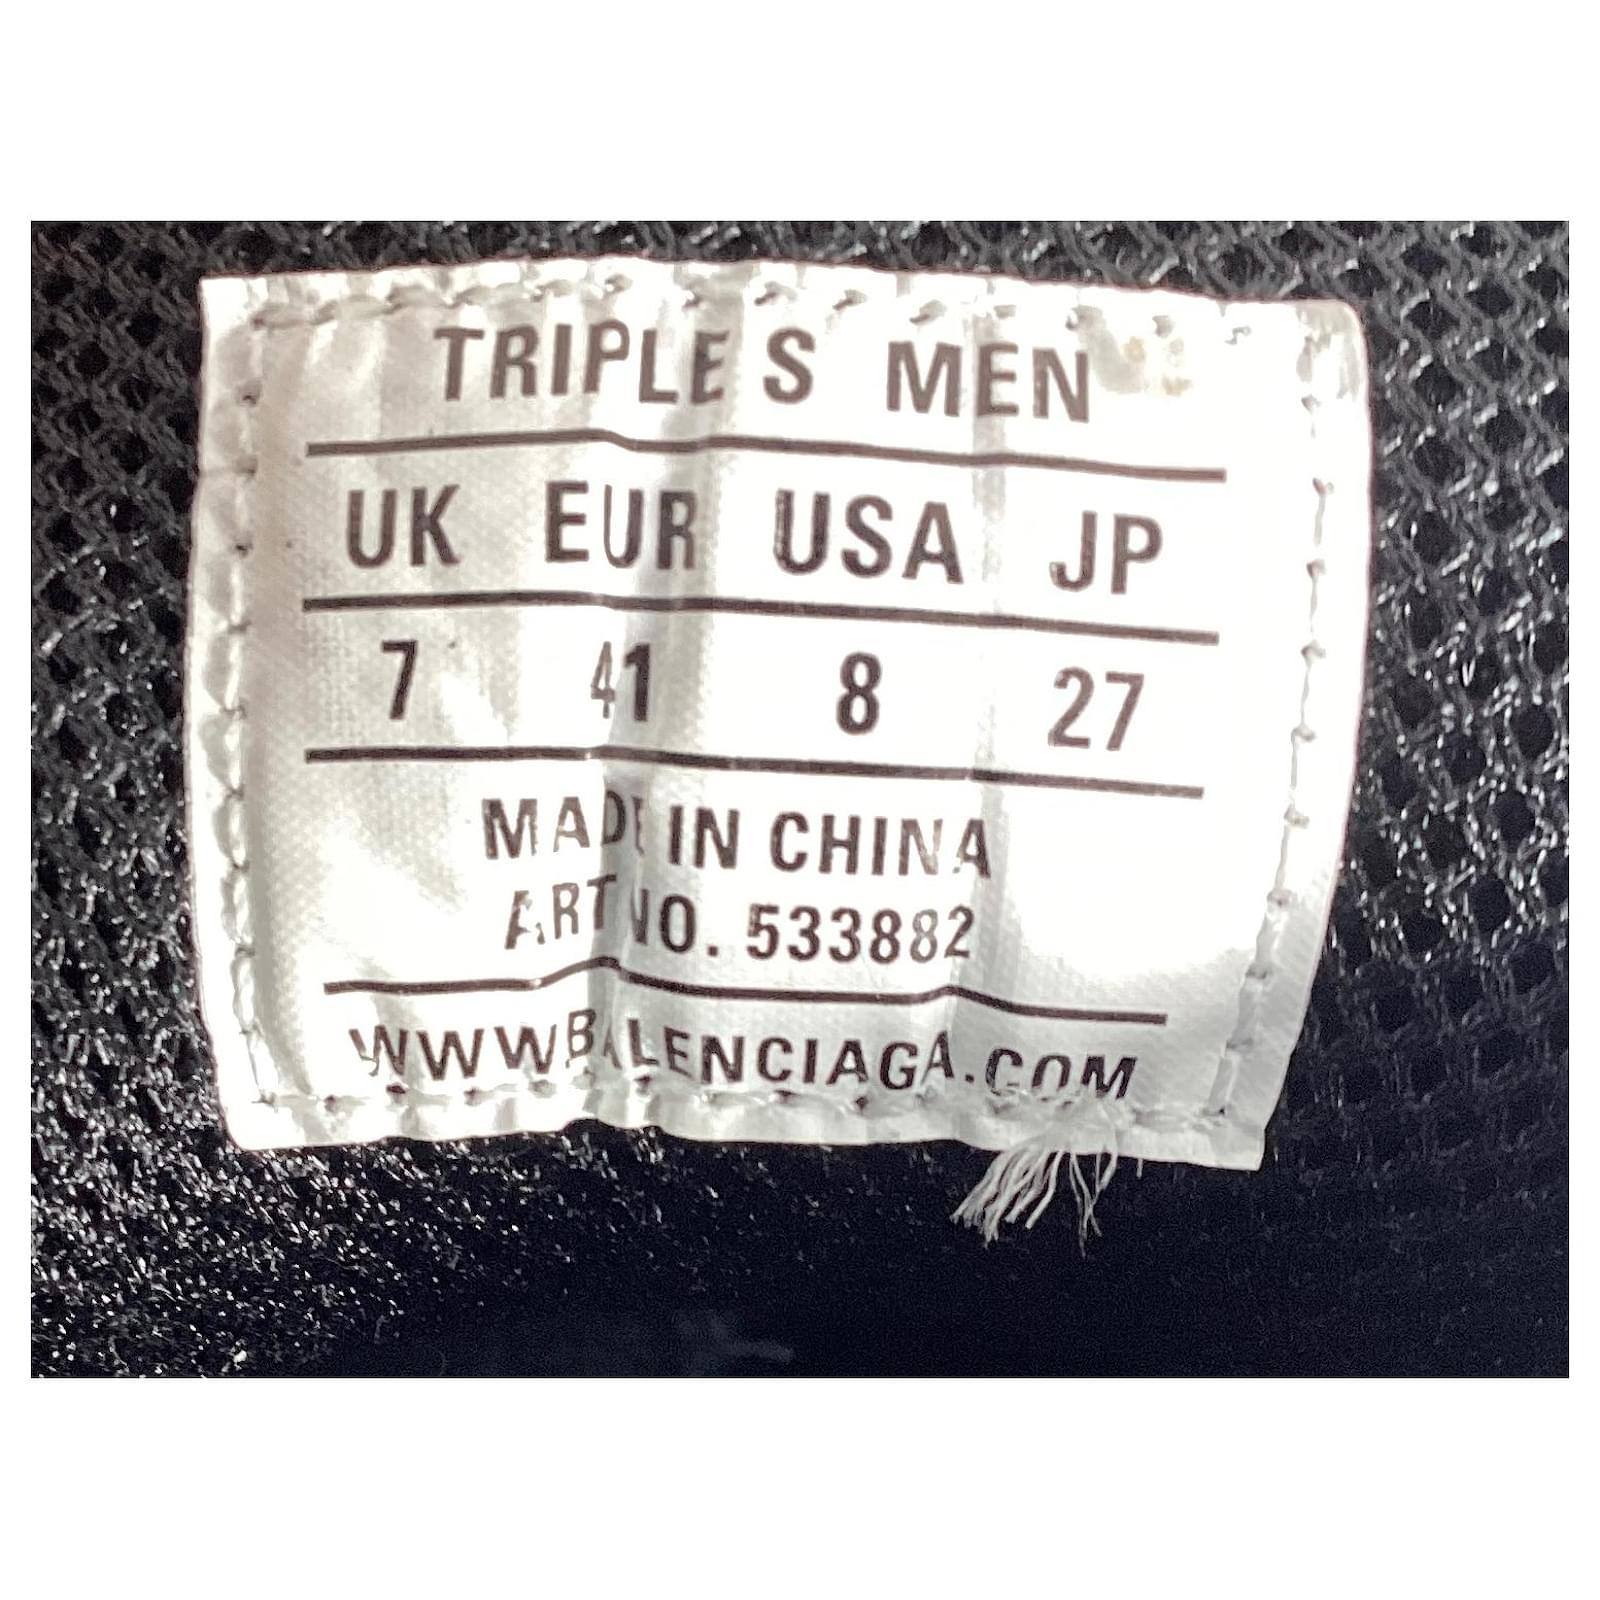 TRIPLE S MEN
UK EUR USA JP
7 41 8 27
MADE IN CHINA
ART NO. 533882
WWW.BALENCIAGA.COM